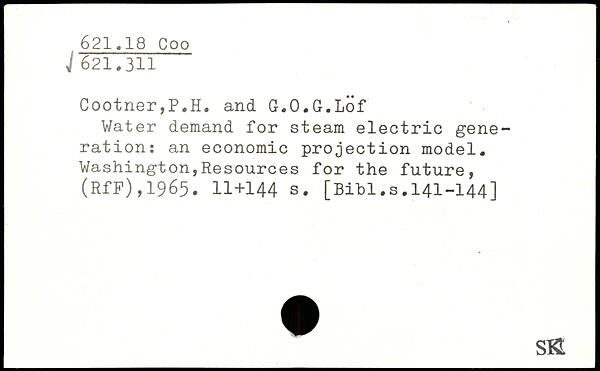 621.18 Coo
√ 621.311
Cootner,P.H. and G.O.G.Löf
Water demand for steam electric gene-
ration: an economic projection model.
Washington,Resources for the future,
(RfF),1965. 11+144 s. [Bibl.s.141-144]
SK